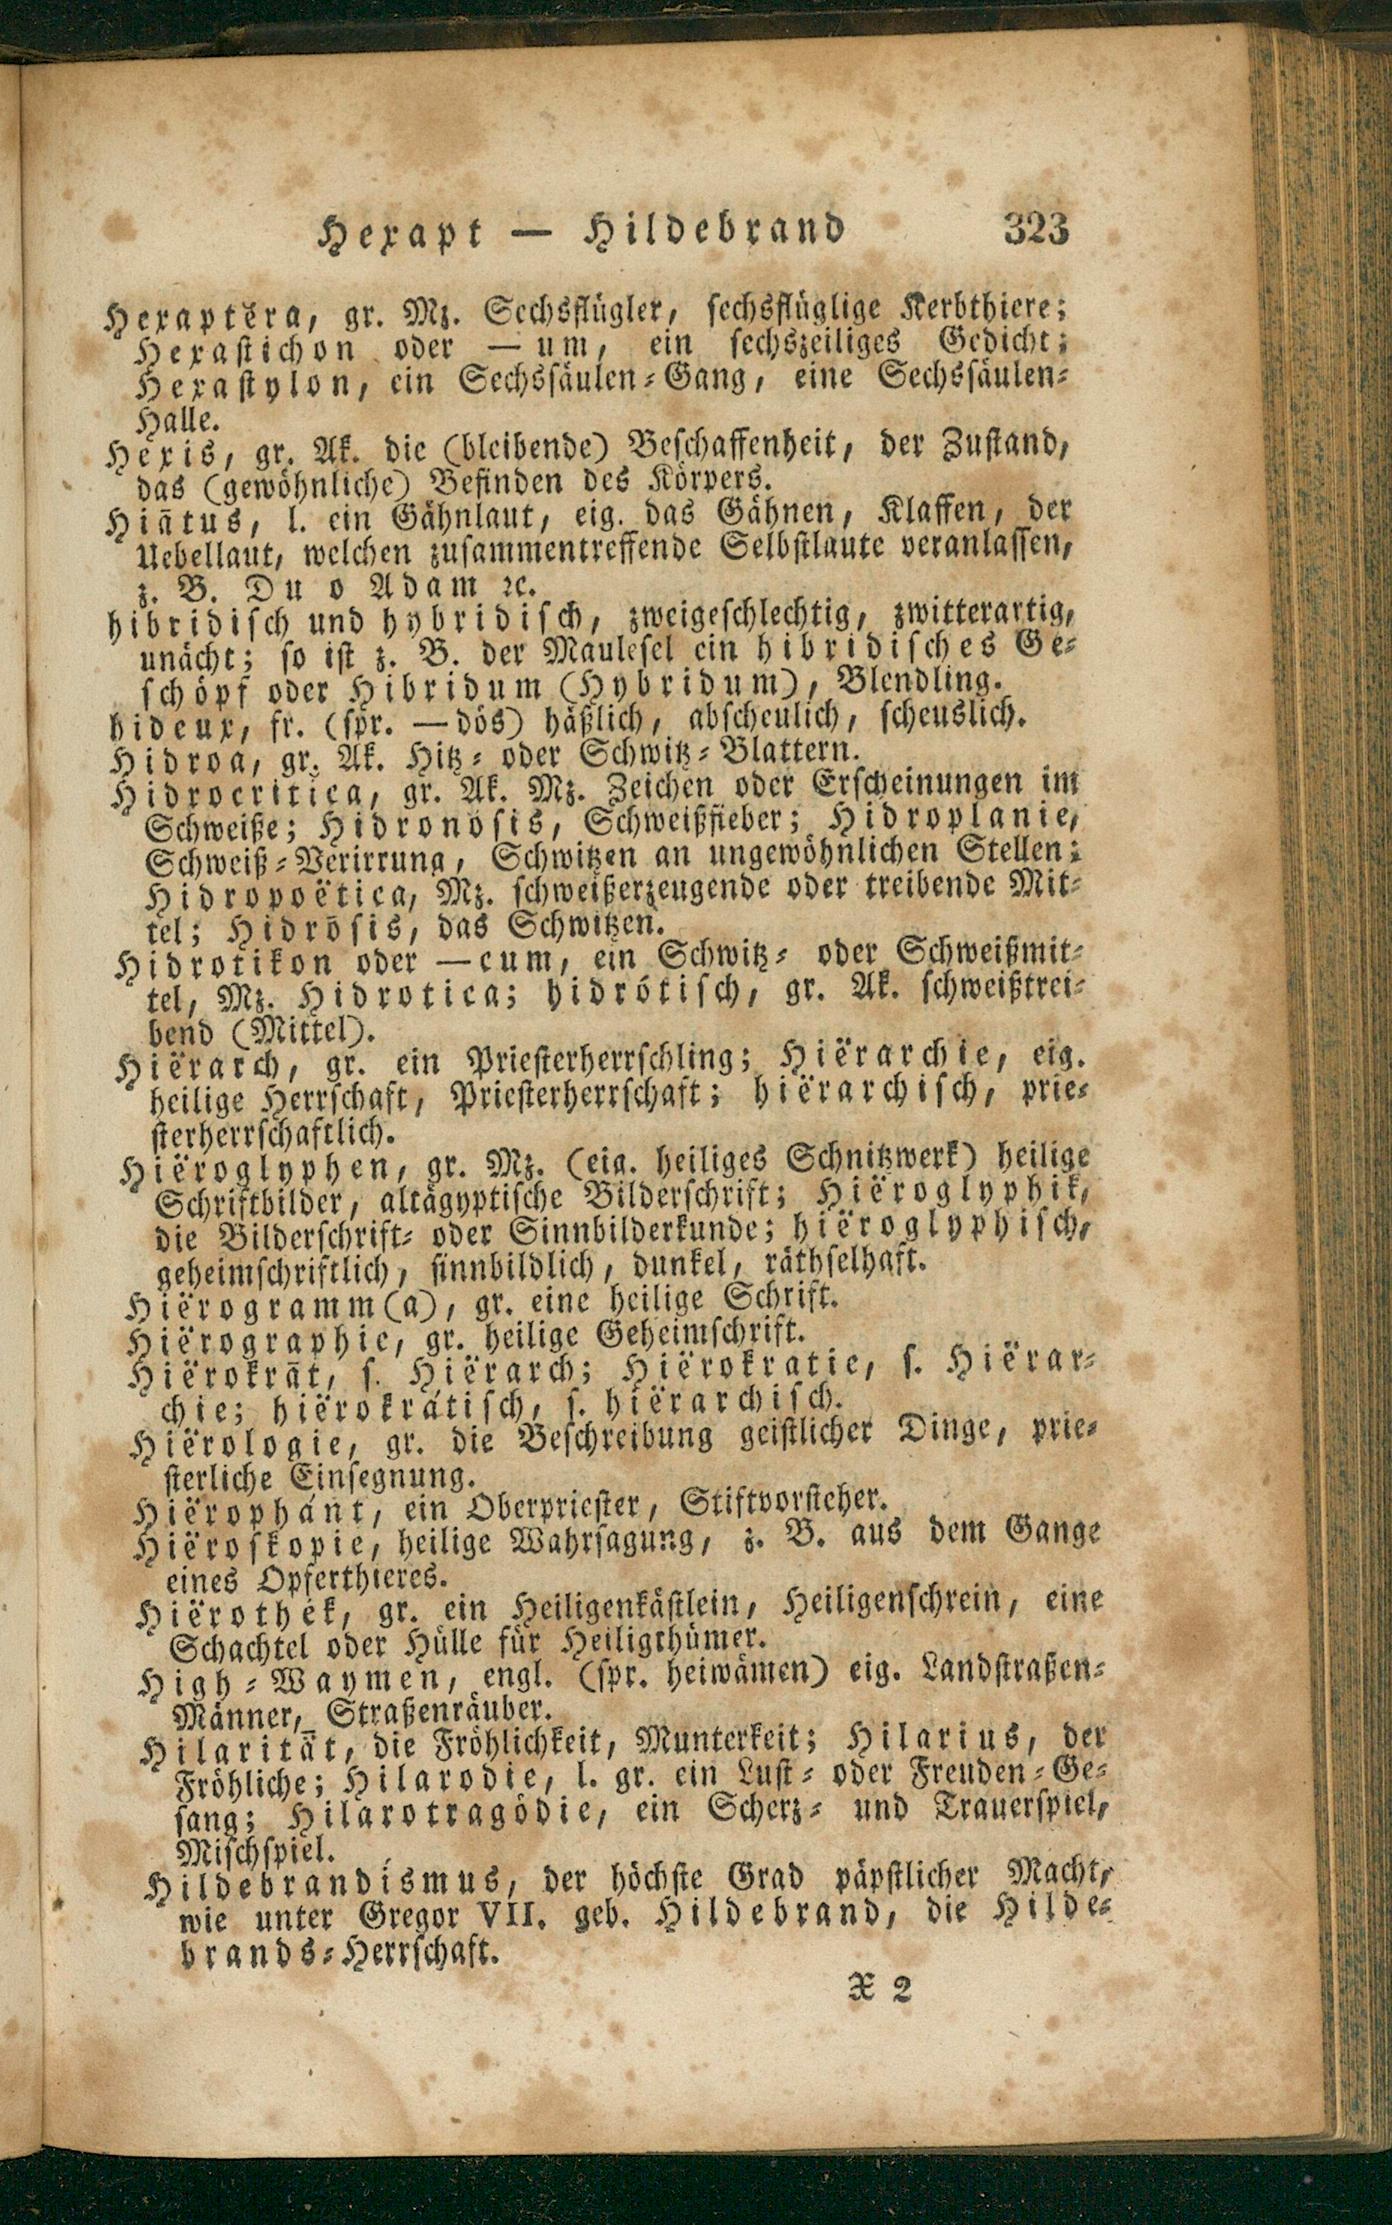 Hexapt — Hildebrand 323
Hexaptĕra, gr. Mz. Sechsflügler, sechsflüglige Kerbthiere;
Hexastichon oder —um, ein sechszeiliges Gedicht;
Hexastylon, ein Sechssäulen-Gang, eine Sechssäulen-
Halle.
Hexis, gr. Ak. die (bleibende) Beschaffenheit, der Zustand,
das (gewöhnliche) Befinden des Körpers.
Hiātus, l. ein Gähnlaut, eig. das Gähnen, Klaffen, der
Uebellaut, welchen zusammentreffende Selbstlaute veranlassen,
z. B. Du o Adam ꝛc.
hibridisch und hybridisch, zweigeschlechtig, zwitterartig,
unächt; so ist z. B. der Maulesel ein hibridisches Ge-
schöpf oder Hibridum (Hybridum), Blendling.
hideux, fr. (spr. —dös) häßlich, abscheulich, scheuslich.
Hidroa, gr. Ak. Hitz- oder Schwitz-Blattern.
Hidrocritica, gr. Ak. Mz. Zeichen oder Erscheinungen im
Schweiße; Hidronosis, Schweißfieber; Hidroplanie,
Schweiß-Verirrung, Schwitzen an ungewöhnlichen Stellen;
Hidropoëtica, Mz. schweißerzeugende oder treibende Mit-
tel; Hidrōsis, das Schwitzen.
Hidrotikon oder —cum, ein Schwitz- oder Schweißmit-
tel, Mz. Hidrotica; hidrótisch, gr. Ak. schweißtrei-
bend (Mittel).
Hiërarch, gr. ein Priesterherrschling; Hiërarchie, eig.
heilige Herrschaft, Priesterherrschaft; hiërarchisch, prie-
sterherrschaftlich.
Hiëroglyphen, gr. Mz. (eig. heiliges Schnitzwerk) heilige
Schriftbilder, altägyptische Bilderschrift; Hiëroglyphik,
die Bilderschrift- oder Sinnbilderkunde; hiëroglyphisch,
geheimschriftlich, sinnbildlich, dunkel, räthselhaft.
Hiërogramm(a), gr. eine heilige Schrift.
Hiërographie, gr. heilige Geheimschrift.
Hiërokrāt, s. Hiërarch; Hiërokratie, s. Hiërar-
chie; hiërokrátisch, s. hiërarchisch.
Hiërologie, gr. die Beschreibung geistlicher Dinge, prie-
sterliche Einsegnung.
Hiërophánt, ein Oberpriester, Stiftvorsteher.
Hiëroskopie, heilige Wahrsagung, z. B. aus dem Gange
eines Opferthieres.
Hiërothék, gr. ein Heiligenkästlein, Heiligenschrein, eine
Schachtel oder Hülle für Heiligthümer.
High-Waymen, engl. (spr. heiwämen) eig. Landstraßen-
Männer, Straßenräuber.
Hilaritāt, die Fröhlichkeit, Munterkeit; Hilarius, der
Fröhliche; Hilarodie, l. gr. ein Lust- oder Freuden-Ge-
sang; Hilarotragödie, ein Scherz- und Trauerspiel,
Mischspiel.
Hildebrandismus, der höchste Grad päpstlicher Macht,
wie unter Gregor VII. geb. Hildebrand, die Hilde-
brands-Herrschaft.
X 2